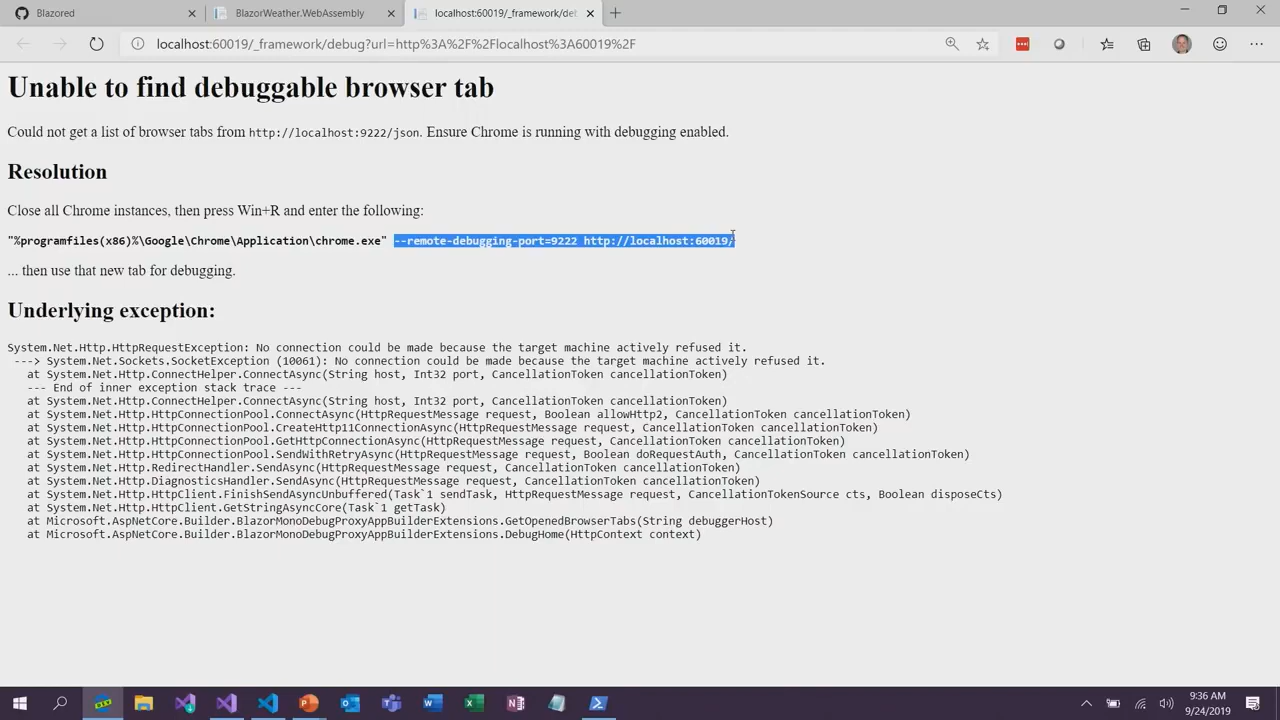 Blazored
BlazorWeather.WebAssembly
localhost:60019/_framework/deb
localhost:60019/_framework/debug?url=http%3A%2F%2Flocalhost%3A60019%2F
Unable to find debuggable browser tab
Could not get a list of browser tabs from http://localhost:9222/json. Ensure Chrome is running with debugging enabled.
Resolution
Close all Chrome instances, then press Win+R and enter the following:
"%programfiles(x86)%\Google\Chrome\Application\chrome.exe" --remote-debugging-port=9222 http://localhost:60019/
... then use that new tab for debugging.
Underlying exception:
System.Net.Http.HttpRequestException: No connection could be made because the target machine actively refused it.
---> System.Net.Sockets.SocketException (10061): No connection could be made because the target machine actively refused it.
at System.Net.Http.ConnectHelper.ConnectAsync(String host, Int32 port, CancellationToken cancellationToken)
--- End of inner exception stack trace ---
at System.Net.Http.ConnectHelper.ConnectAsync(String host, Int32 port, CancellationToken cancellationToken)
at System.Net.Http.HttpConnectionPool.ConnectAsync(HttpRequestMessage request, Boolean allowHttp2, CancellationToken cancellationToken)
at System.Net.Http.HttpConnectionPool.CreateHttp11ConnectionAsync(HttpRequestMessage request, CancellationToken cancellationToken)
at System.Net.Http.HttpConnectionPool.GetHttpConnectionAsync(HttpRequestMessage request, CancellationToken cancellationToken)
at System.Net.Http.HttpConnectionPool.SendWithRetryAsync(HttpRequestMessage request, Boolean doRequestAuth, CancellationToken cancellationToken)
at System.Net.Http.RedirectHandler.SendAsync(HttpRequestMessage request, CancellationToken cancellationToken)
at System.Net.Http.DiagnosticsHandler.SendAsync(HttpRequestMessage request, CancellationToken cancellationToken)
at System.Net.Http.HttpClient.FinishSendAsyncUnbuffered(Task`1 sendTask, HttpRequestMessage request, CancellationTokenSource cts, Boolean disposeCts)
at System.Net.Http.HttpClient.GetStringAsyncCore(Task`1 getTask)
at Microsoft.AspNetCore.Builder.BlazorMonoDebugProxyAppBuilderExtensions.GetOpenedBrowserTabs(String debuggerHost)
at Microsoft.AspNetCore.Builder.BlazorMonoDebugProxyAppBuilderExtensions.DebugHome(HttpContext context)
9:36 AM
9/24/2019